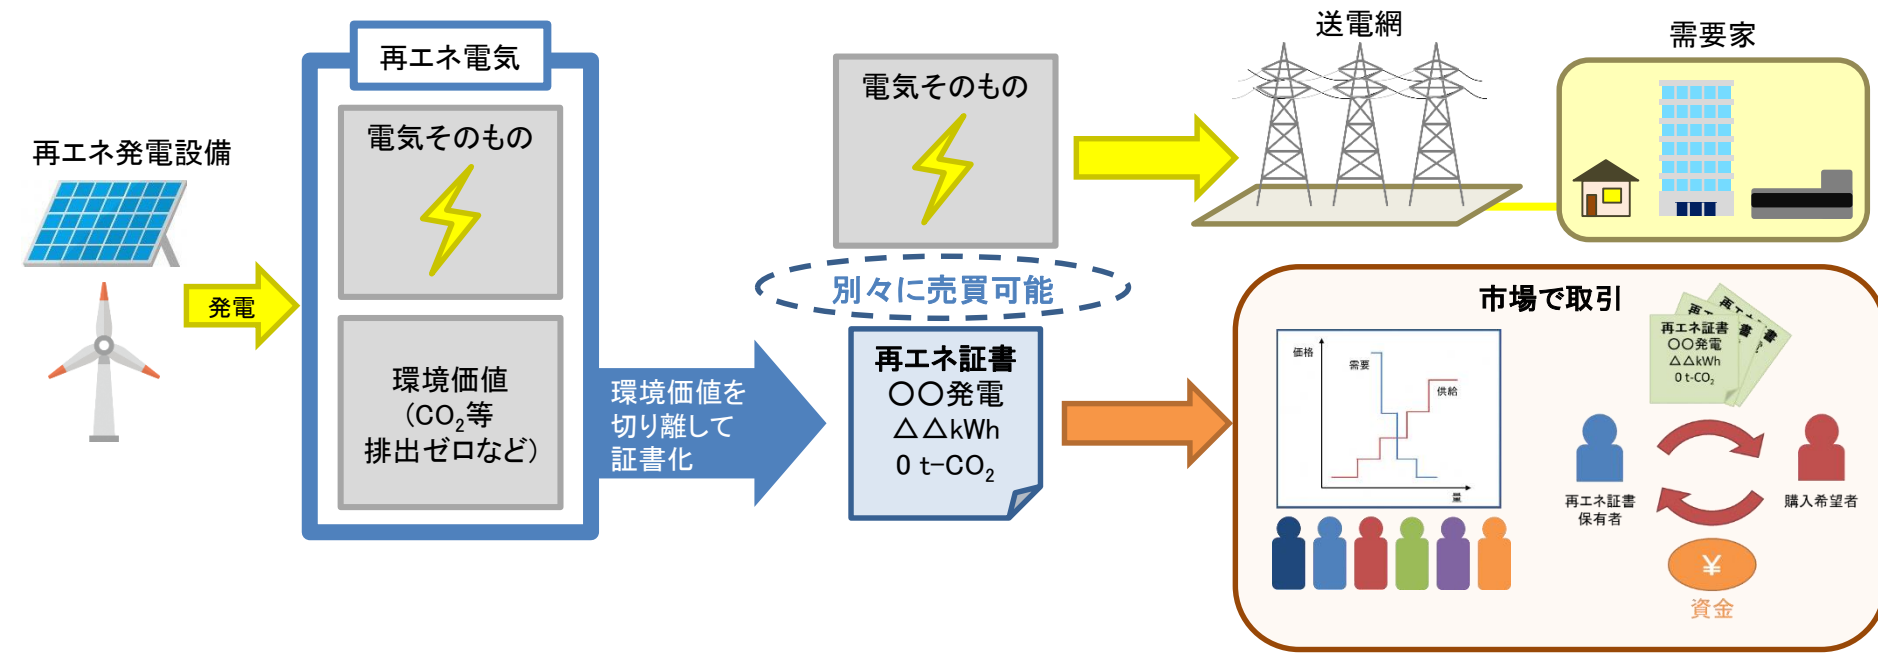 再エネ発電設備
発電
再エネ電気
電気そのもの
環境価値
(CO₂等
排出ゼロなど)
環境価値を
切り離して
証書化
電気そのもの
別々に売買可能
再エネ証書
〇〇発電
△△kWh
0 t-CO₂
送電網
需要家
市場で取引
価格
需要
供給
量
再エネ証書
〇〇発電
△△kWh
0 t-CO₂
再エネ証書
保有者
購入希望者
¥
資金